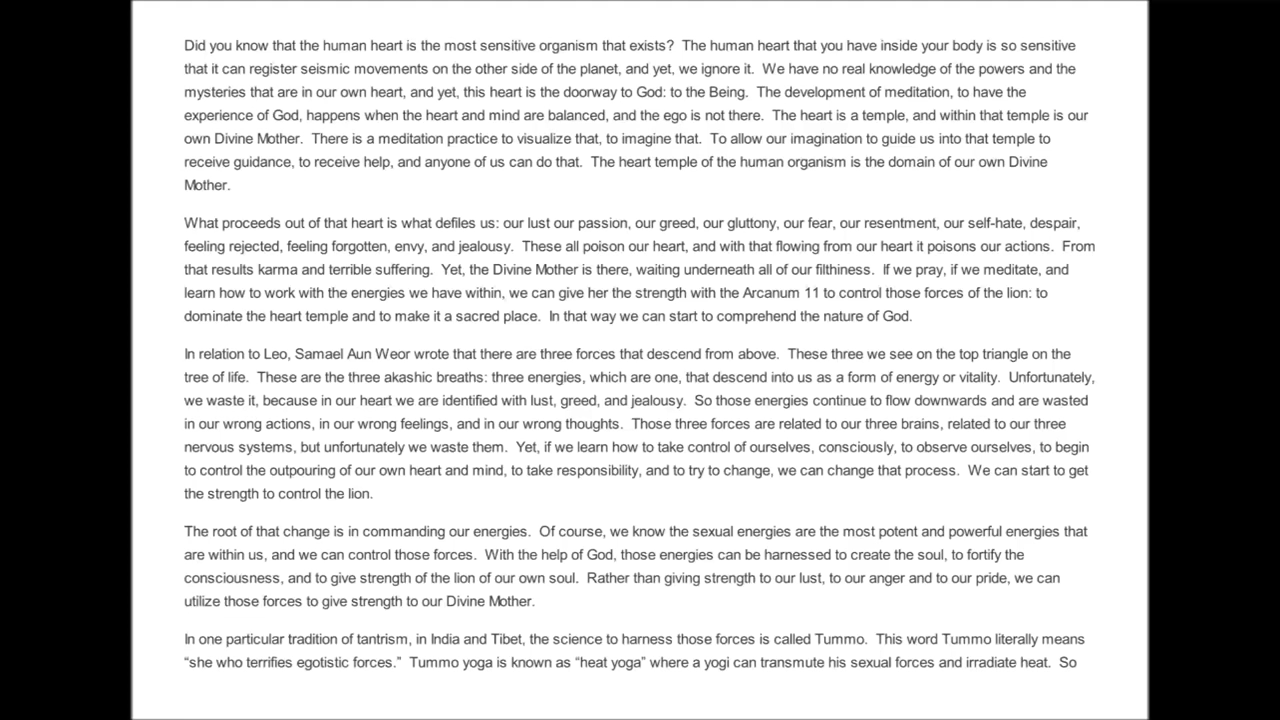 Did you know that the human heart is the most sensitive organism that exists?  The human heart that you have inside your body is so sensitive
that it can register seismic movements on the other side of the planet, and yet, we ignore it.  We have no real knowledge of the powers and the
mysteries that are in our own heart, and yet, this heart is the doorway to God: to the Being.  The development of meditation, to have the
experience of God, happens when the heart and mind are balanced, and the ego is not there.  The heart is a temple, and within that temple is our
own Divine Mother.  There is a meditation practice to visualize that, to imagine that.  To allow our imagination to guide us into that temple to
receive guidance, to receive help, and anyone of us can do that.  The heart temple of the human organism is the domain of our own Divine
Mother.
What proceeds out of that heart is what defiles us: our lust our passion, our greed, our gluttony, our fear, our resentment, our self-hate, despair,
feeling rejected, feeling forgotten, envy, and jealousy.  These all poison our heart, and with that flowing from our heart it poisons our actions.  From
that results karma and terrible suffering.  Yet, the Divine Mother is there, waiting underneath all of our filthiness.  If we pray, if we meditate, and
learn how to work with the energies we have within, we can give her the strength with the Arcanum 11 to control those forces of the lion: to
dominate the heart temple and to make it a sacred place.  In that way we can start to comprehend the nature of God.
In relation to Leo, Samael Aun Weor wrote that there are three forces that descend from above.  These three we see on the top triangle on the
tree of life.  These are the three akashic breaths: three energies, which are one, that descend into us as a form of energy or vitality.  Unfortunately,
we waste it, because in our heart we are identified with lust, greed, and jealousy.  So those energies continue to flow downwards and are wasted
in our wrong actions, in our wrong feelings, and in our wrong thoughts.  Those three forces are related to our three brains, related to our three
nervous systems, but unfortunately we waste them.  Yet, if we learn how to take control of ourselves, consciously, to observe ourselves, to begin
to control the outpouring of our own heart and mind, to take responsibility, and to try to change, we can change that process.  We can start to get
the strength to control the lion.
The root of that change is in commanding our energies.  Of course, we know the sexual energies are the most potent and powerful energies that
are within us, and we can control those forces.  With the help of God, those energies can be harnessed to create the soul, to fortify the
consciousness, and to give strength of the lion of our own soul.  Rather than giving strength to our lust, to our anger and to our pride, we can
utilize those forces to give strength to our Divine Mother.
In one particular tradition of tantrism, in India and Tibet, the science to harness those forces is called Tummo.  This word Tummo literally means
“she who terrifies egotistic forces.”  Tummo yoga is known as “heat yoga” where a yogi can transmute his sexual forces and irradiate heat.  So